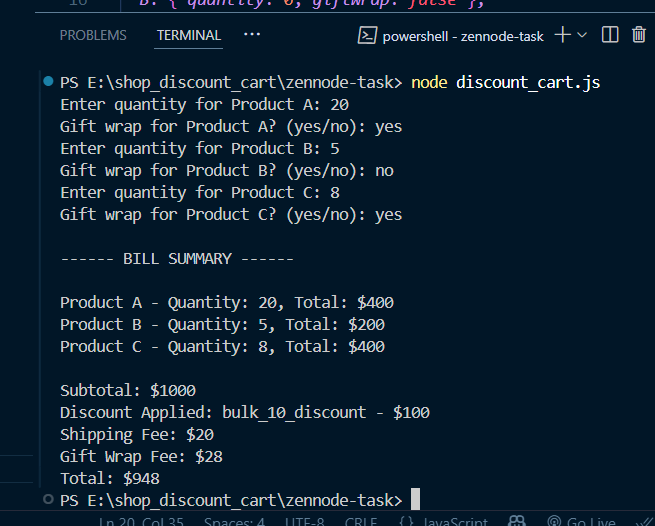 10 B: { quantity: 0, giftwrap: false },
PROBLEMS TERMINAL ··· powershell - zennode-task
PS E:\shop_discount_cart\zennode-task> node discount_cart.js
Enter quantity for Product A: 20
Gift wrap for Product A? (yes/no): yes
Enter quantity for Product B: 5
Gift wrap for Product B? (yes/no): no
Enter quantity for Product C: 8
Gift wrap for Product C? (yes/no): yes
------ BILL SUMMARY ------
Product A - Quantity: 20, Total: $400
Product B - Quantity: 5, Total: $200
Product C - Quantity: 8, Total: $400
Subtotal: $1000
Discount Applied: bulk_10_discount - $100
Shipping Fee: $20
Gift Wrap Fee: $28
Total: $948
PS E:\shop_discount_cart\zennode-task>
Ln 20, Col 35 Spaces: 4 UTF-8 CRLF {} JavaScript Go Live